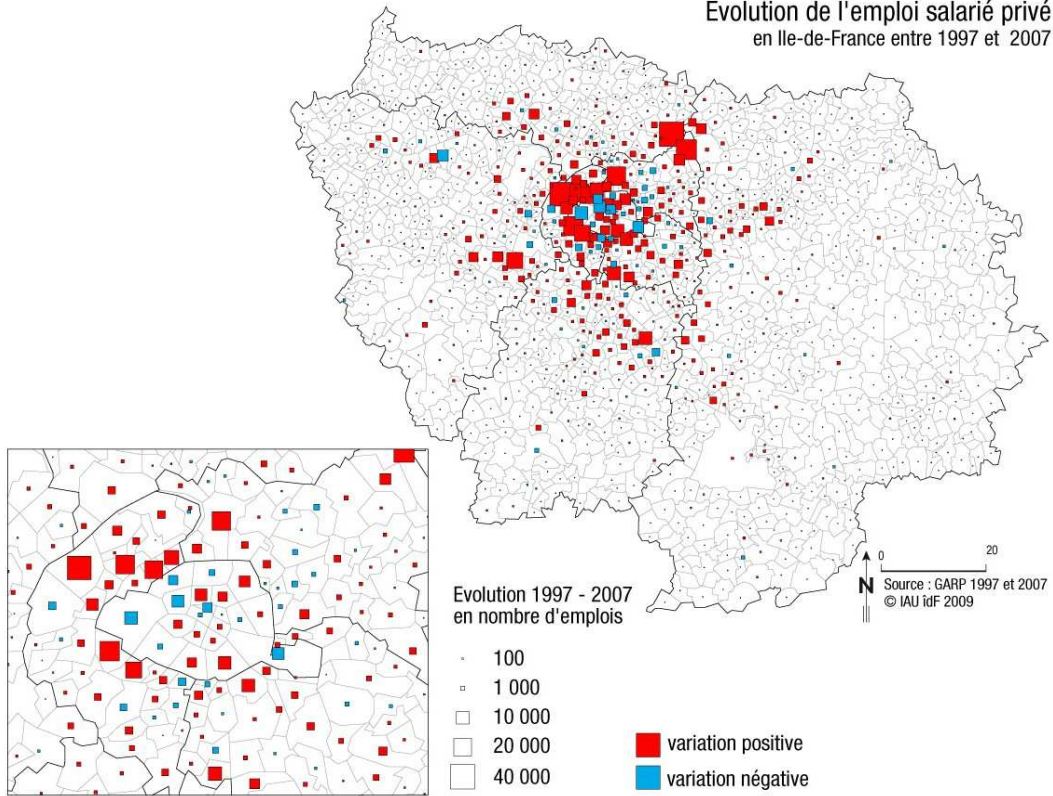 Evolution de l'emploi salarié privé
en Ile-de-France entre 1997 et 2007
0 20
N
Source : GARP 1997 et 2007
© IAU îdF 2009
Evolution 1997 - 2007
en nombre d'emplois
100
1 000
10 000
20 000
40 000
variation positive
variation négative